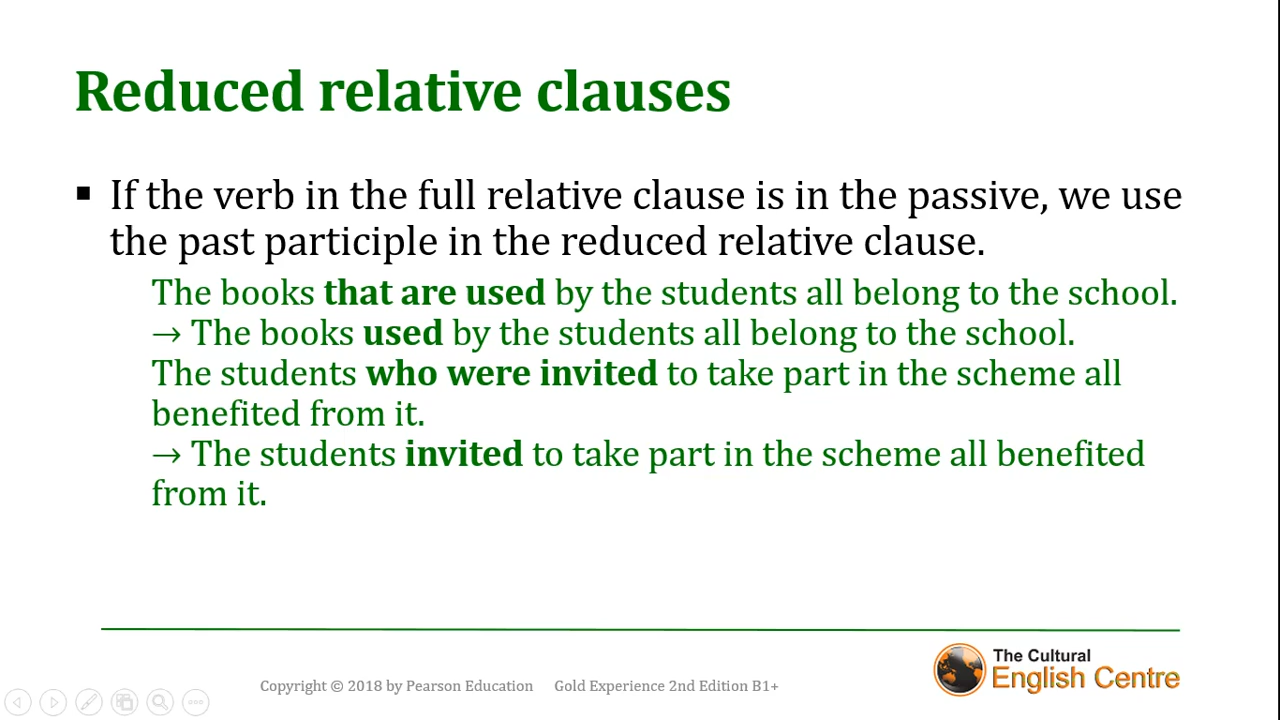 Reduced relative clauses
▪ If the verb in the full relative clause is in the passive, we use
the past participle in the reduced relative clause.
The books that are used by the students all belong to the school.
→ The books used by the students all belong to the school.
The students who were invited to take part in the scheme all
benefited from it.
→ The students invited to take part in the scheme all benefited
from it.
Copyright © 2018 by Pearson Education Gold Experience 2nd Edition B1+
The Cultural
English Centre